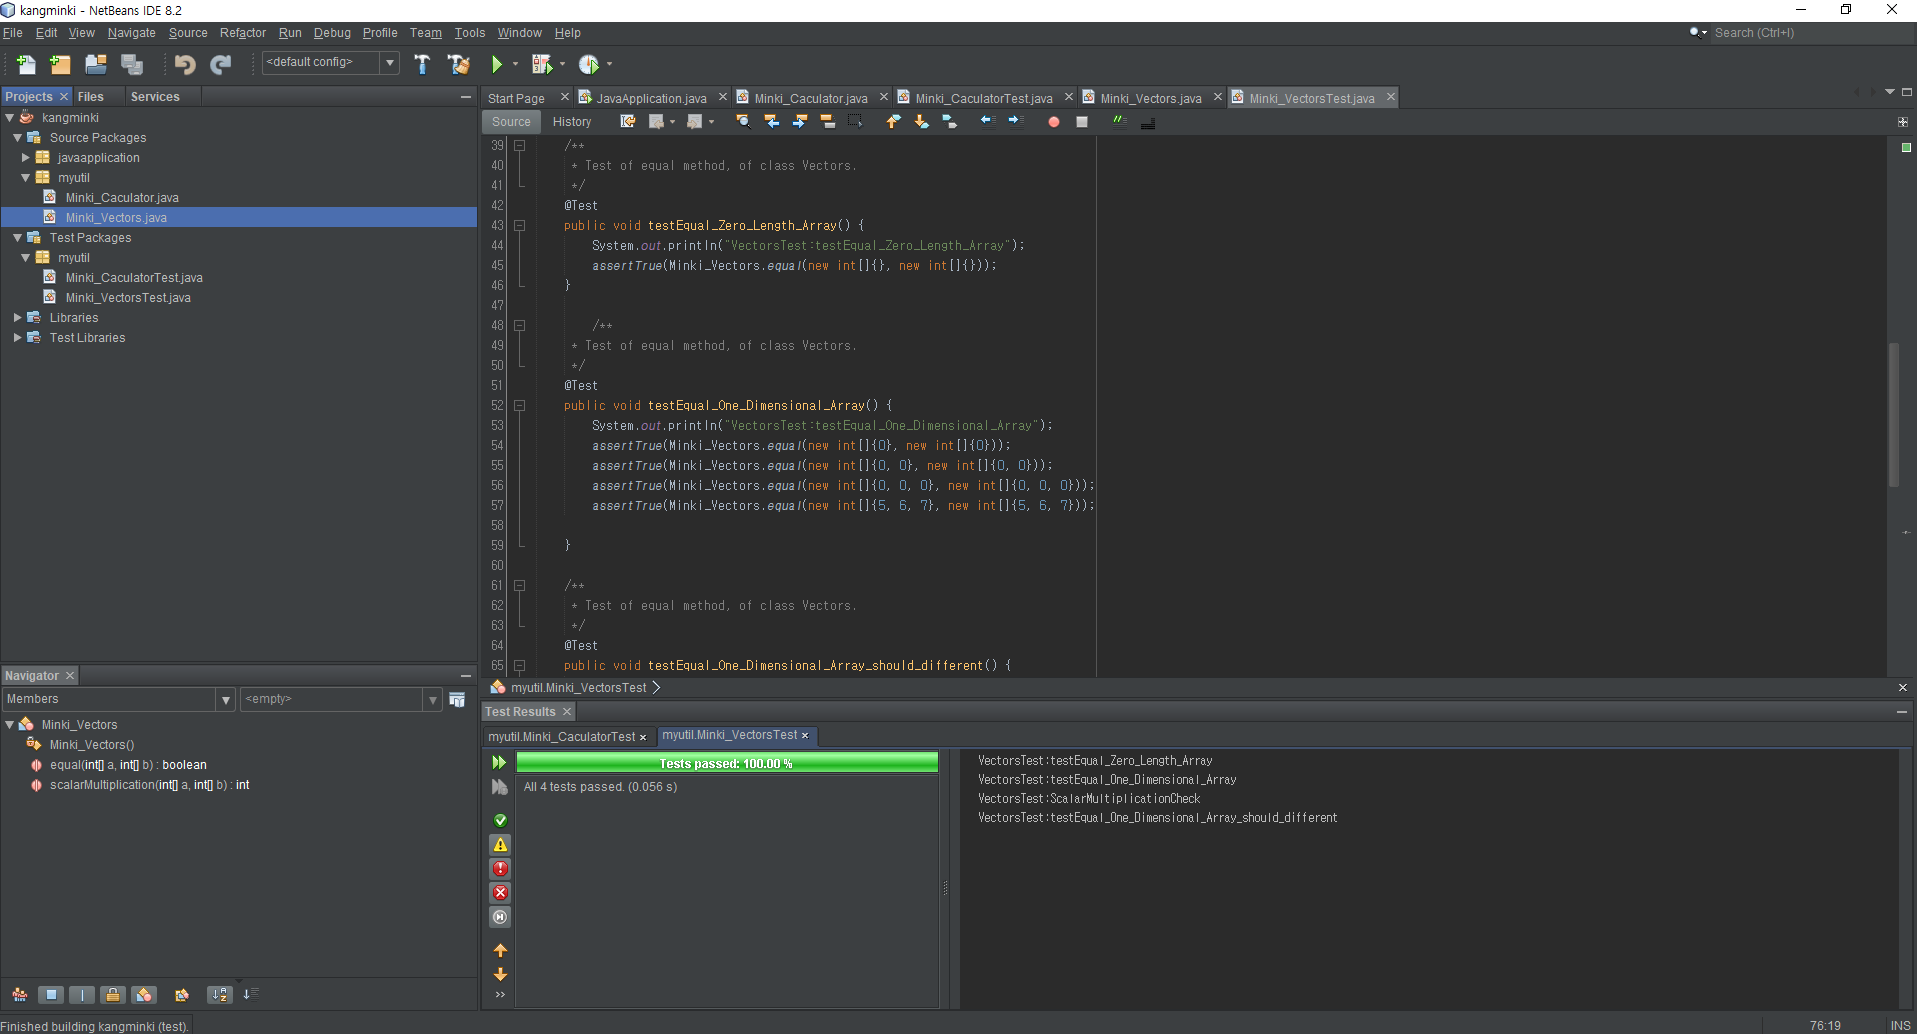 kangminki - NetBeans IDE 8.2
File Edit View Navigate Source Refactor Run Debug Profile Team Tools Window Help
Search (Ctrl+I)
<default config>
Projects Files Services
kangminki
Source Packages
javaapplication
myutil
Minki_Caculator.java
Minki_Vectors.java
Test Packages
myutil
Minki_CaculatorTest.java
Minki_VectorsTest.java
Libraries
Test Libraries
Start Page JavaApplication.java Minki_Caculator.java Minki_CaculatorTest.java Minki_Vectors.java Minki_VectorsTest.java
Source History
39 /**
40 * Test of equal method, of class Vectors.
41 */
42 @Test
43 public void testEqual_Zero_Length_Array() {
44 System.out.println("VectorsTest:testEqual_Zero_Length_Array");
45 assertTrue(Minki_Vectors.equal(new int[]{}, new int[]{}));
46 }
47
48 /**
49 * Test of equal method, of class Vectors.
50 */
51 @Test
52 public void testEqual_One_Dimensional_Array() {
53 System.out.println("VectorsTest:testEqual_One_Dimensional_Array");
54 assertTrue(Minki_Vectors.equal(new int[]{0}, new int[]{0}));
55 assertTrue(Minki_Vectors.equal(new int[]{0, 0}, new int[]{0, 0}));
56 assertTrue(Minki_Vectors.equal(new int[]{0, 0, 0}, new int[]{0, 0, 0}));
57 assertTrue(Minki_Vectors.equal(new int[]{5, 6, 7}, new int[]{5, 6, 7}));
58
59 }
60
61 /**
62 * Test of equal method, of class Vectors.
63 */
64 @Test
65 public void testEqual_One_Dimensional_Array_should_different() {
myutil.Minki_VectorsTest
Navigator
Members <empty>
Minki_Vectors
Minki_Vectors()
equal(int[] a, int[] b) : boolean
scalarMultiplication(int[] a, int[] b) : int
Test Results
myutil.Minki_CaculatorTest myutil.Minki_VectorsTest
Tests passed: 100.00 %
All 4 tests passed. (0.056 s)
VectorsTest:testEqual_Zero_Length_Array
VectorsTest:testEqual_One_Dimensional_Array
VectorsTest:ScalarMultiplicationCheck
VectorsTest:testEqual_One_Dimensional_Array_should_different
Finished building kangminki (test).
76:19 INS